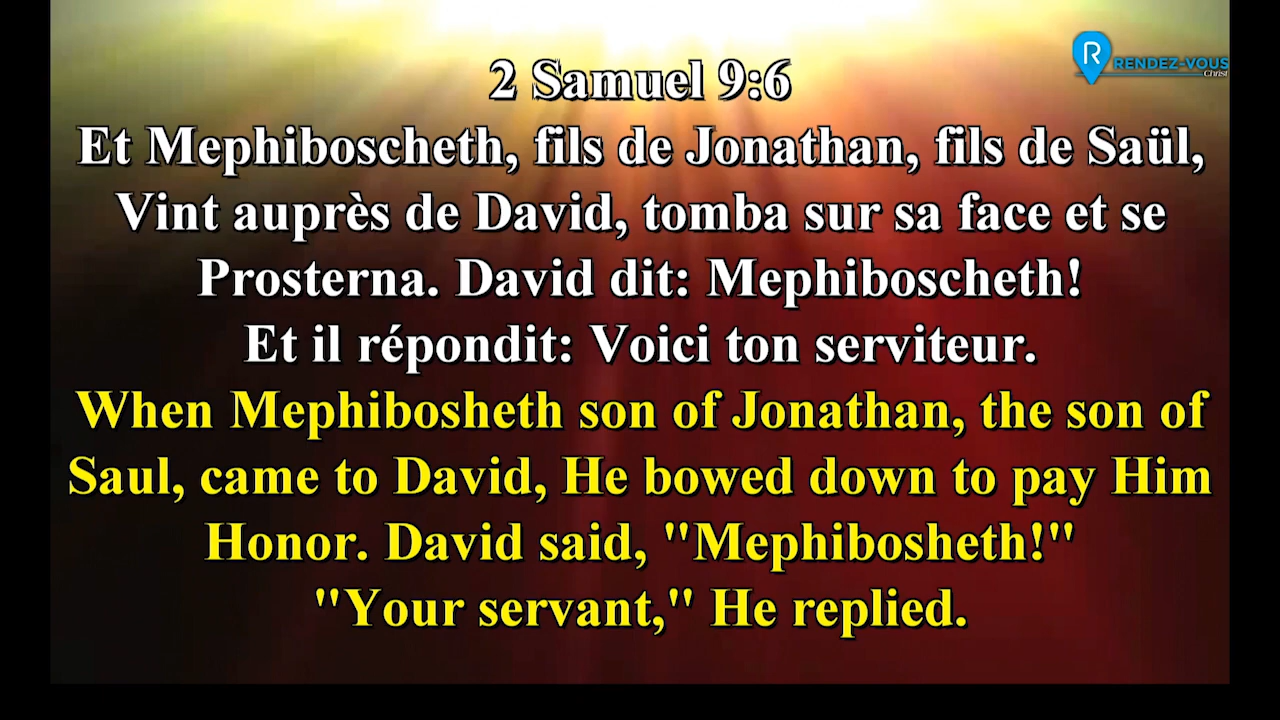 2 Samuel 9:6
RENDEZ-VOUS
Christ
Et Mephiboscheth, fils de Jonathan, fils de Saül,
Vint auprès de David, tomba sur sa face et se
Prosterna. David dit: Mephiboscheth!
Et il répondit: Voici ton serviteur.
When Mephibosheth son of Jonathan, the son of
Saul, came to David, He bowed down to pay Him
Honor. David said, "Mephibosheth!"
"Your servant," He replied.